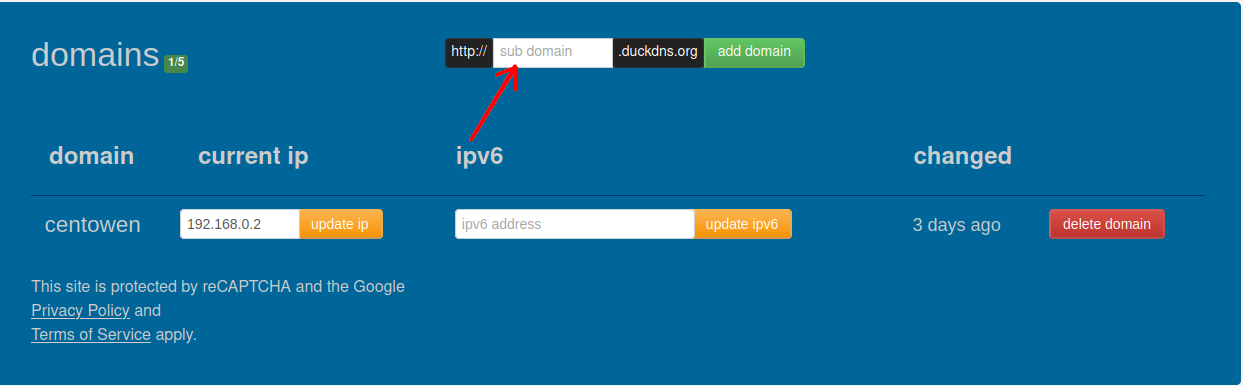 domains 1/5 http:// sub domain .duckdns.org add domain
domain current ip ipv6 changed
centowen 192.168.0.2 update ip ipv6 address update ipv6 3 days ago delete domain
This site is protected by reCAPTCHA and the Google
Privacy Policy and
Terms of Service apply.